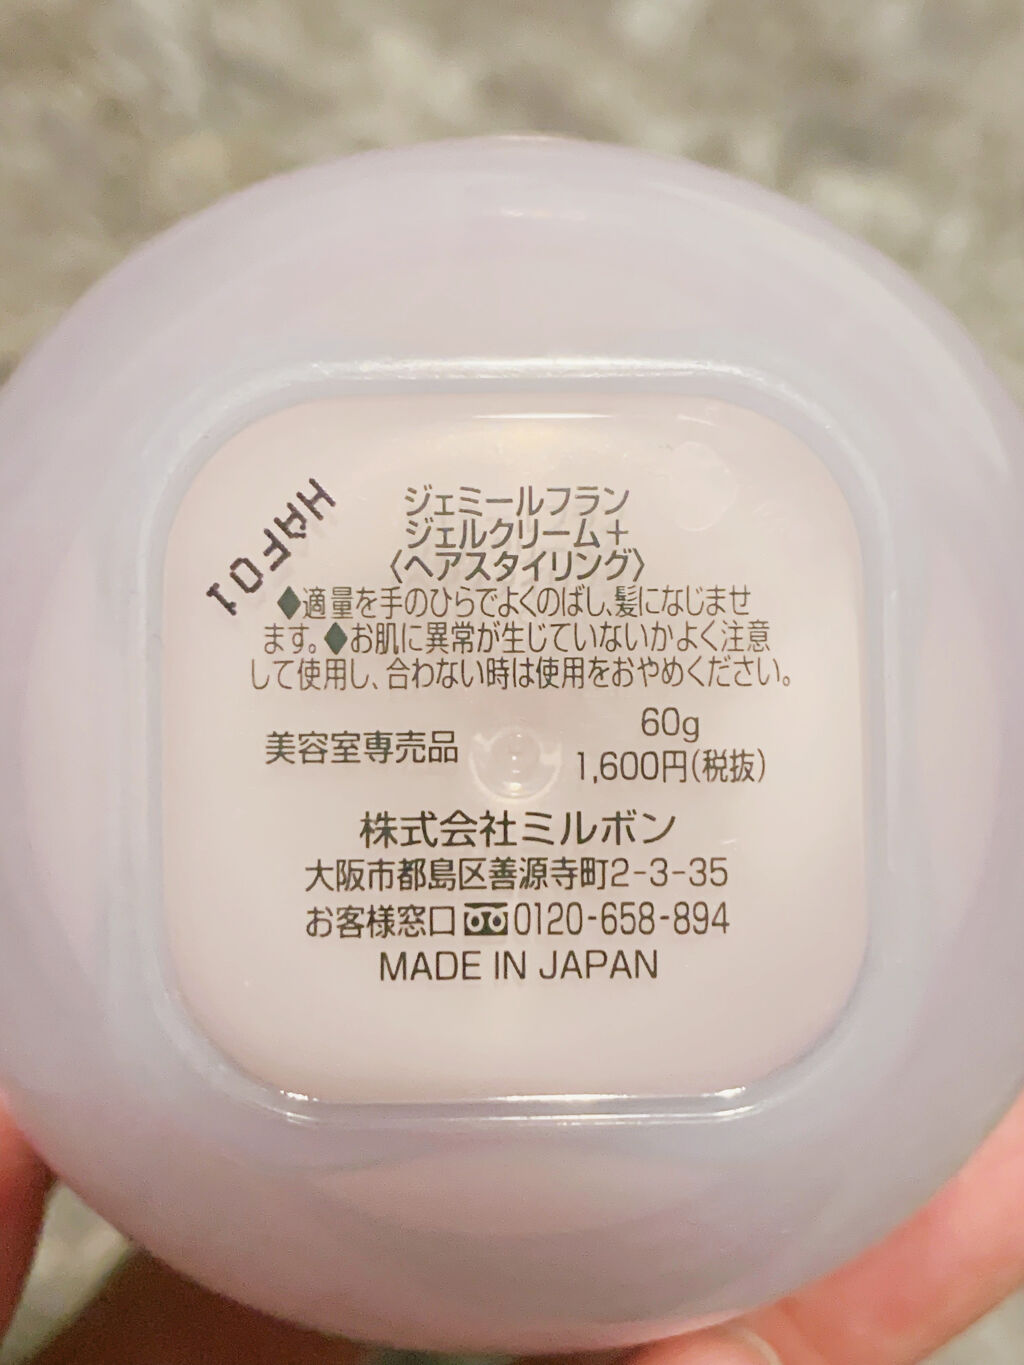 HAF01
ジェミールフラン
ジェルクリーム＋
〈ヘアスタイリング〉
◆適量を手のひらでよくのばし、髪になじませ
ます。◆お肌に異常が生じていないかよく注意
して使用し、合わない時は使用をおやめください。
美容室専売品
60g
1,600円(税抜)
株式会社ミルボン
大阪市都島区善源寺町2-3-35
お客様窓口 0120-658-894
MADE IN JAPAN